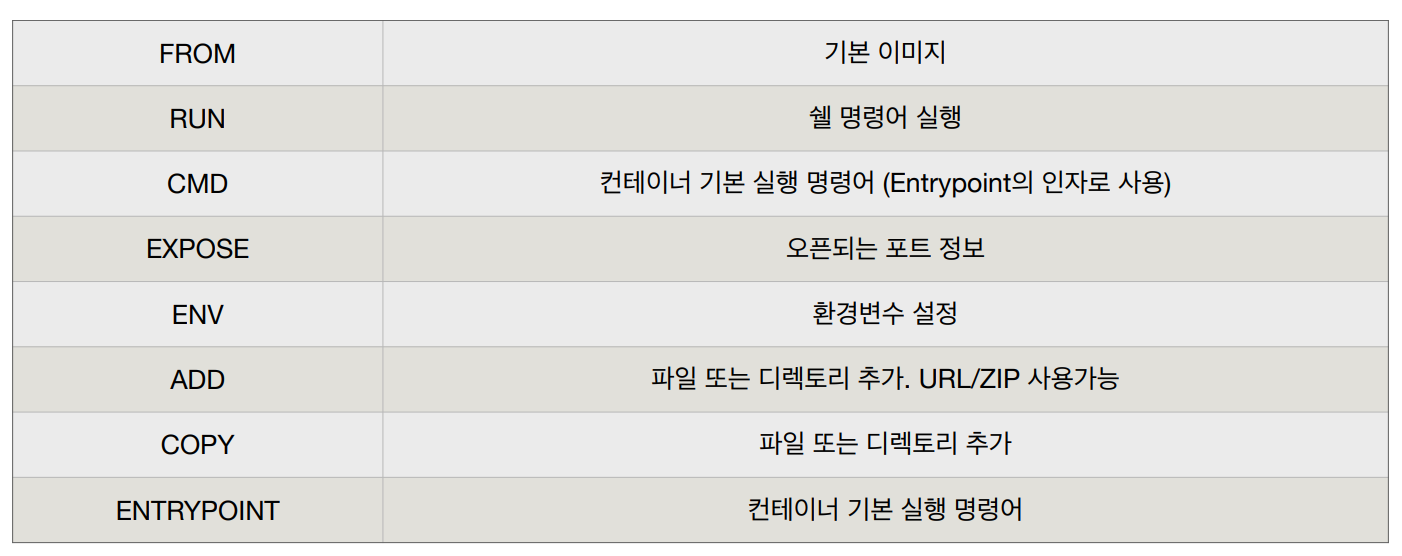 FROM 기본 이미지
RUN 쉘 명령어 실행
CMD 컨테이너 기본 실행 명령어 (Entrypoint의 인자로 사용)
EXPOSE 오픈되는 포트 정보
ENV 환경변수 설정
ADD 파일 또는 디렉토리 추가. URL/ZIP 사용가능
COPY 파일 또는 디렉토리 추가
ENTRYPOINT 컨테이너 기본 실행 명령어